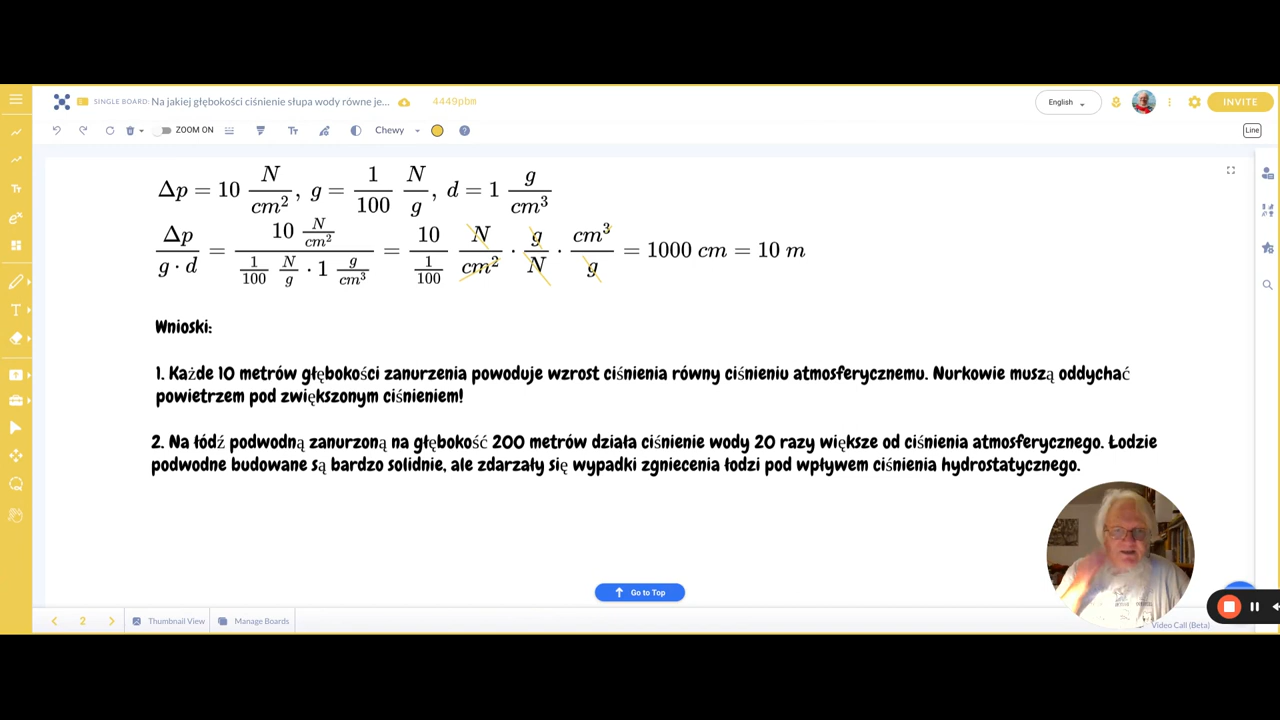 SINGLE BOARD: Na jakiej głębokości ciśnienie słupa wody równe je... 4449pbm English INVITE
ZOOM ON Chewy Line
Δp = 10 N/cm², g = 1/100 N/g, d = 1 g/cm³
Δp/(g · d) = (10 N/cm²)/(1/100 N/g · 1 g/cm³) = 10/(1/100) N/cm² · g/N · cm³/g = 1000 cm = 10 m
Wnioski:
1. Każde 10 metrów głębokości zanurzenia powoduje wzrost ciśnienia równy ciśnieniu atmosferycznemu. Nurkowie muszą oddychać
powietrzem pod zwiększonym ciśnieniem!
2. Na łódź podwodną zanurzoną na głębokość 200 metrów działa ciśnienie wody 20 razy większe od ciśnienia atmosferycznego. Łodzie
podwodne budowane są bardzo solidnie, ale zdarzały się wypadki zgniecenia łodzi pod wpływem ciśnienia hydrostatycznego.
Go to Top
2 Thumbnail View Manage Boards Video Call (Beta)